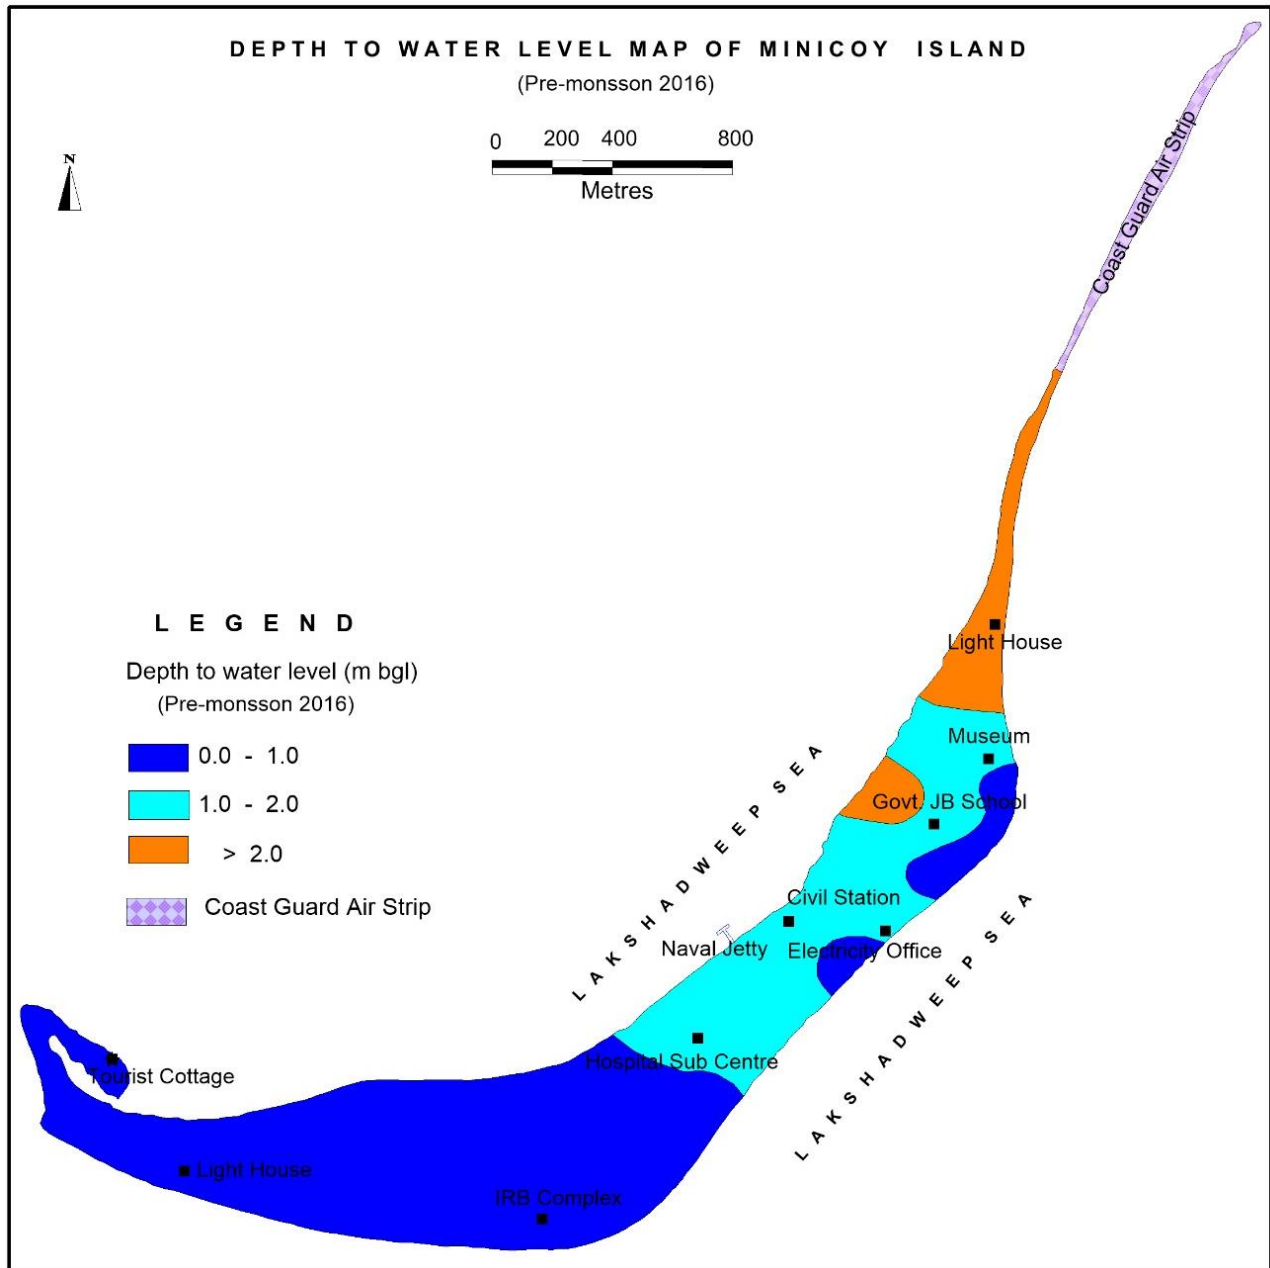 DEPTH TO WATER LEVEL MAP OF MINICOY ISLAND
(Pre-monsson 2016)
0 200 400 800
Metres
N
Coast Guard Air Strip
LEGEND
Depth to water level (m bgl)
(Pre-monsson 2016)
0.0 - 1.0
1.0 - 2.0
> 2.0
Coast Guard Air Strip
Light House
Museum
Govt. JB School
LAKSHADWEEP SEA
Civil Station
Naval Jetty
Electricity Office
LAKSHADWEEP SEA
Hospital Sub Centre
Tourist Cottage
Light House
IRB Complex